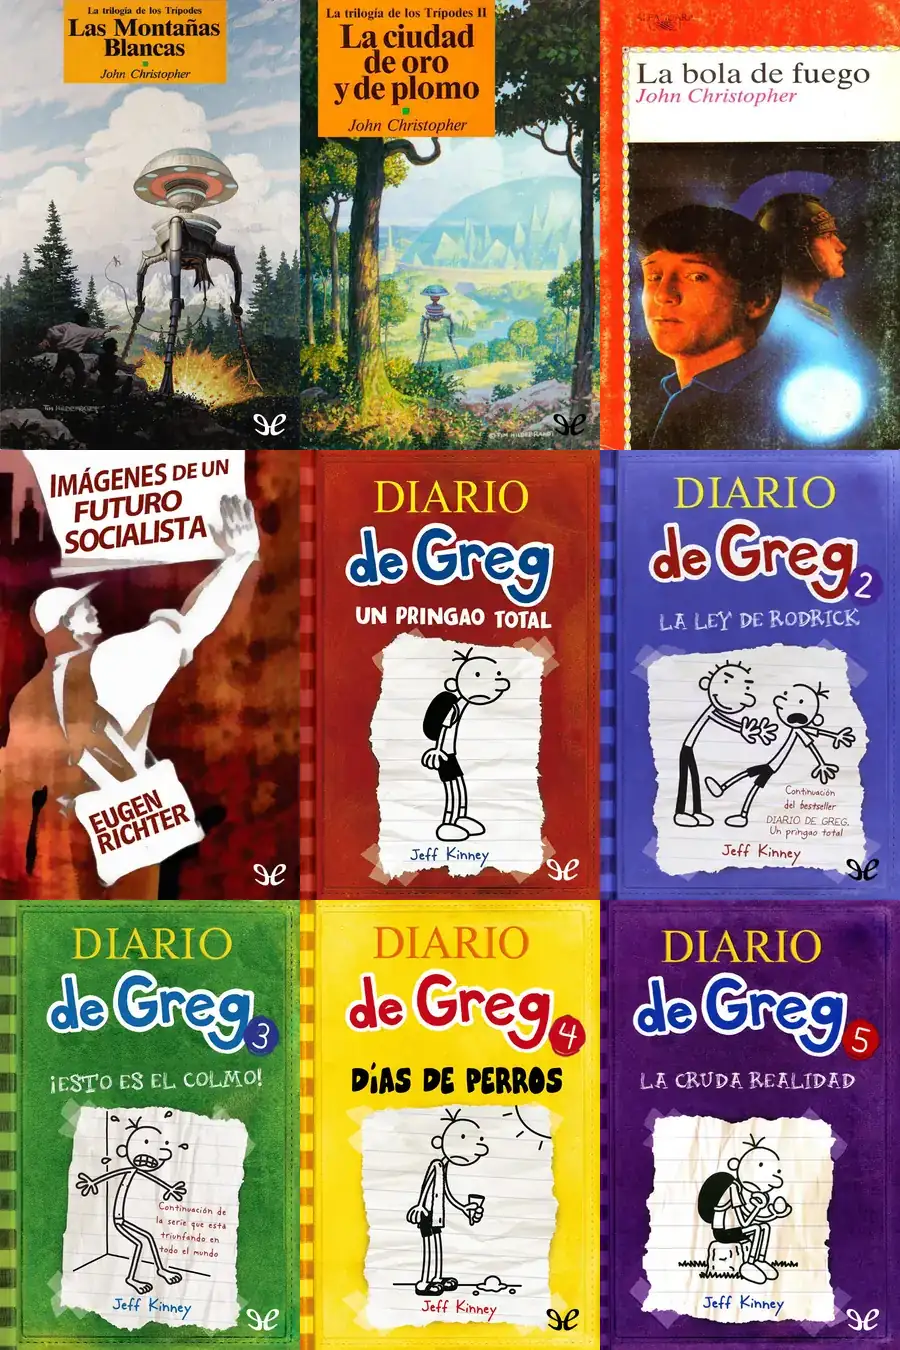 La trilogía de los Trípodes
Las Montañas
Blancas
John Christopher
La trilogía de los Trípodes II
La ciudad
de oro
y de plomo
John Christopher
ALFAGUARA
La bola de fuego
John Christopher
IMÁGENES DE UN
FUTURO
SOCIALISTA
EUGEN
RICHTER
DIARIO
de Greg
UN PRINGAO TOTAL
Jeff Kinney
DIARIO
de Greg 2
LA LEY DE RODRICK
Continuación
del bestseller
DIARIO DE GREG.
Un pringao total
Jeff Kinney
DIARIO
de Greg 3
¡ESTO ES EL COLMO!
Continuación de
la serie que está
triunfando en
todo el mundo
Jeff Kinney
DIARIO
de Greg 4
DÍAS DE PERROS
Jeff Kinney
DIARIO
de Greg 5
LA CRUDA REALIDAD
Jeff Kinney